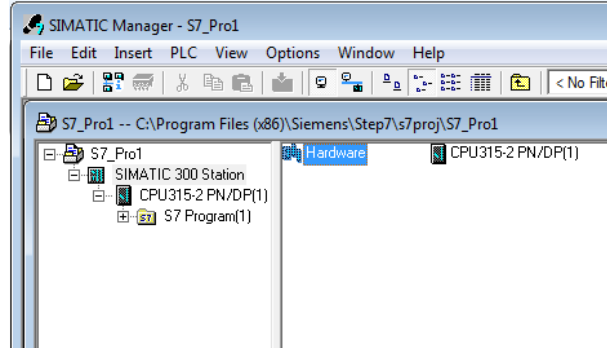 SIMATIC Manager - S7_Pro1
File Edit Insert PLC View Options Window Help
< No Filte
S7_Pro1 -- C:\Program Files (x86)\Siemens\Step7\s7proj\S7_Pro1
S7_Pro1
SIMATIC 300 Station
CPU315-2 PN/DP(1)
S7 Program(1)
Hardware
CPU315-2 PN/DP(1)